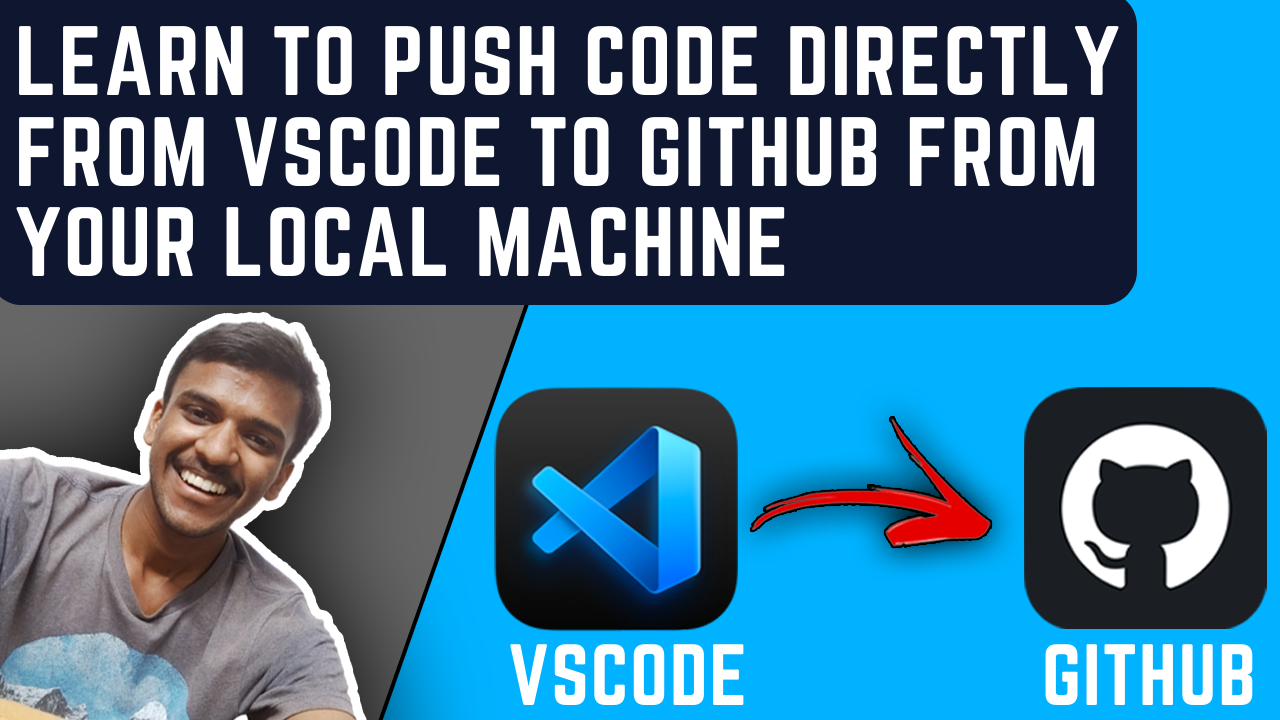 LEARN TO PUSH CODE DIRECTLY
FROM VSCODE TO GITHUB FROM
YOUR LOCAL MACHINE
VSCODE
GITHUB